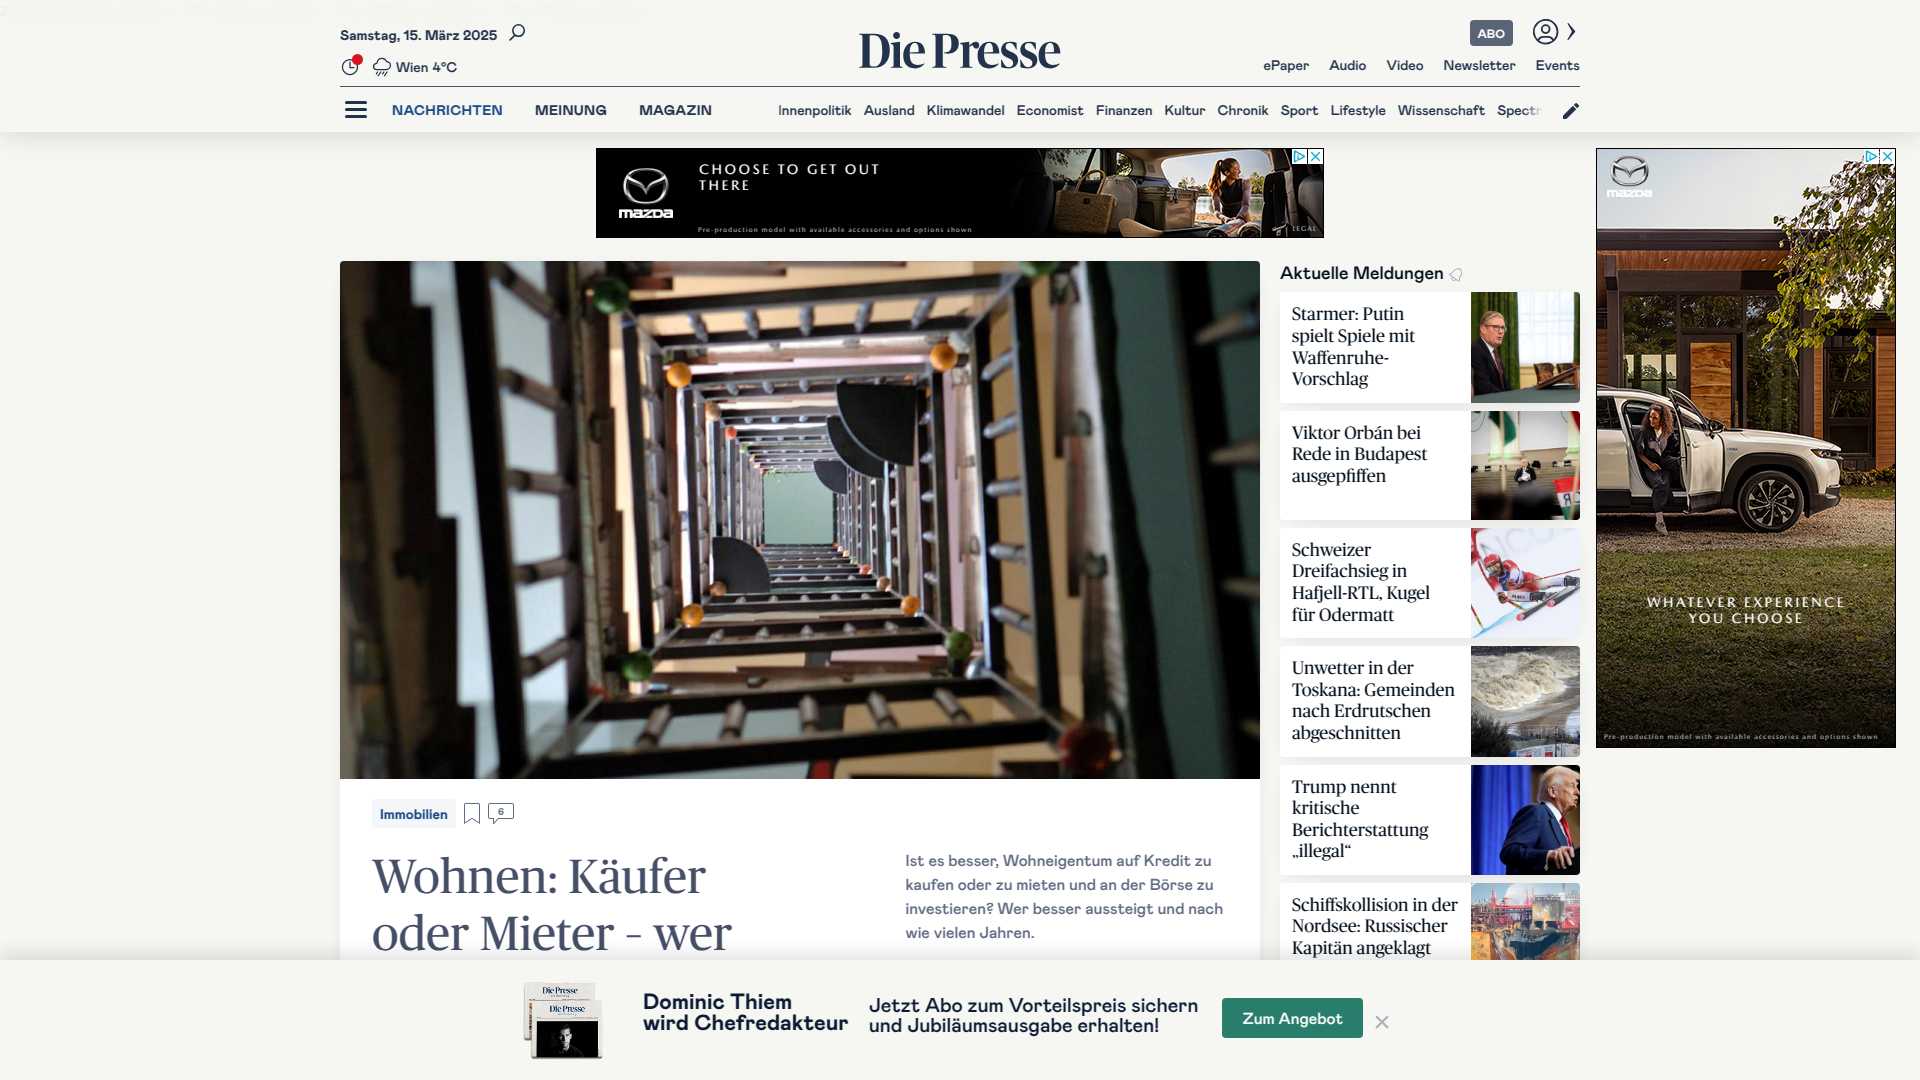 Samstag, 15. März 2025
Wien 4°C
Die Presse
ABO
ePaper Audio Video Newsletter Events
NACHRICHTEN MEINUNG MAGAZIN
Innenpolitik Ausland Klimawandel Economist Finanzen Kultur Chronik Sport Lifestyle Wissenschaft Spectr
mazda
CHOOSE TO GET OUT
THERE
Pre-production model with available accessories and options shown
LEGAL
mazda
WHATEVER EXPERIENCE
YOU CHOOSE
Pre-production model with available accessories and options shown
Immobilien
6
Wohnen: Käufer
oder Mieter – wer
Ist es besser, Wohneigentum auf Kredit zu
kaufen oder zu mieten und an der Börse zu
investieren? Wer besser aussteigt und nach
wie vielen Jahren.
Aktuelle Meldungen
Starmer: Putin
spielt Spiele mit
Waffenruhe-
Vorschlag
Viktor Orbán bei
Rede in Budapest
ausgepfiffen
Schweizer
Dreifachsieg in
Hafjell-RTL, Kugel
für Odermatt
Unwetter in der
Toskana: Gemeinden
nach Erdrutschen
abgeschnitten
Trump nennt
kritische
Berichterstattung
„illegal“
Schiffskollision in der
Nordsee: Russischer
Kapitän angeklagt
Die Presse
Die Presse
Dominic Thiem
wird Chefredakteur
Jetzt Abo zum Vorteilspreis sichern
und Jubiläumsausgabe erhalten!
Zum Angebot